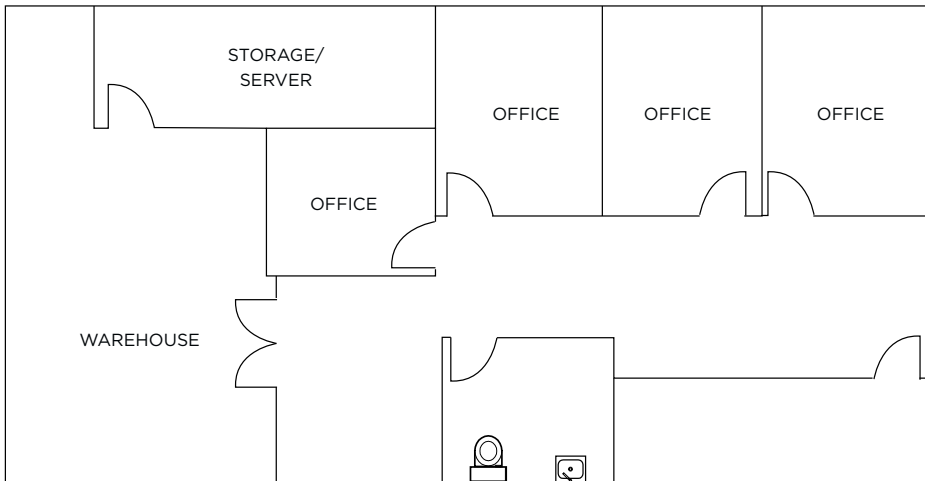 STORAGE/
SERVER
OFFICE
OFFICE
OFFICE
OFFICE
WAREHOUSE